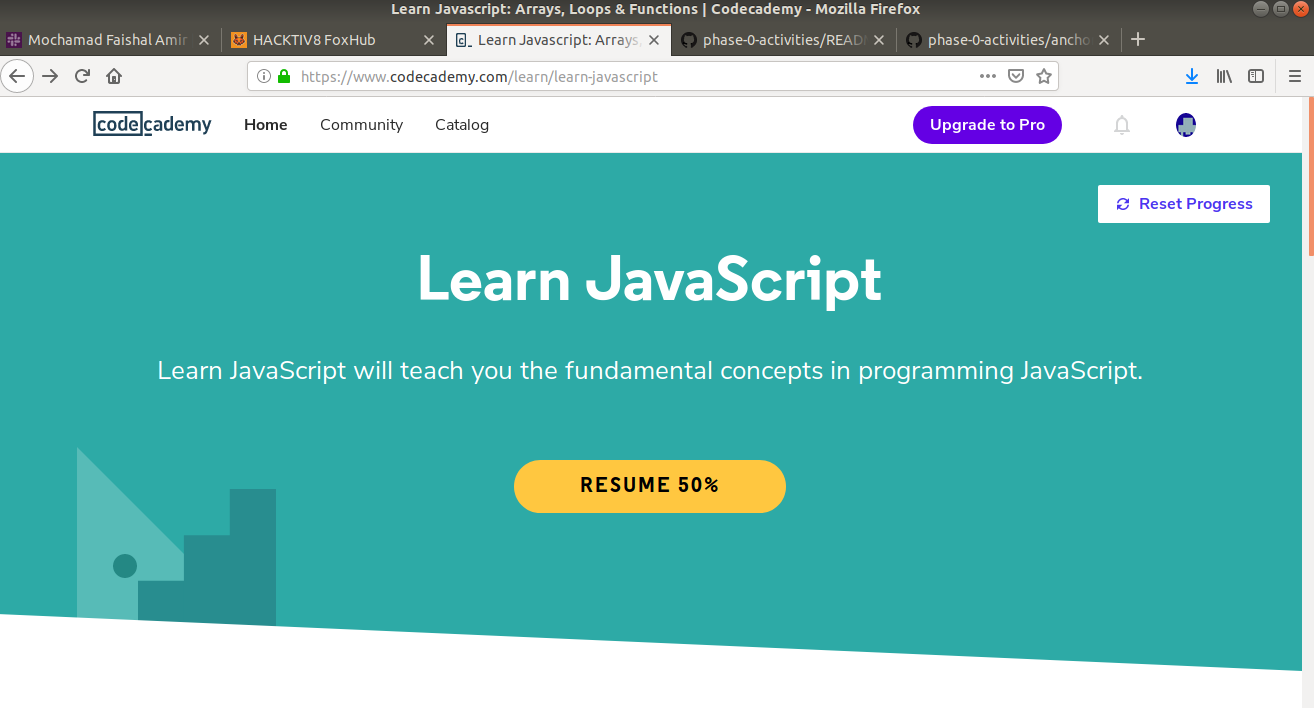 Learn Javascript: Arrays, Loops & Functions | Codecademy - Mozilla Firefox
Mochamad Faishal Amir
HACKTIV8 FoxHub
Learn Javascript: Arrays,
phase-0-activities/READ
phase-0-activities/ancho
https://www.codecademy.com/learn/learn-javascript
codecademy
Home
Community
Catalog
Upgrade to Pro
Reset Progress
Learn JavaScript
Learn JavaScript will teach you the fundamental concepts in programming JavaScript.
RESUME 50%